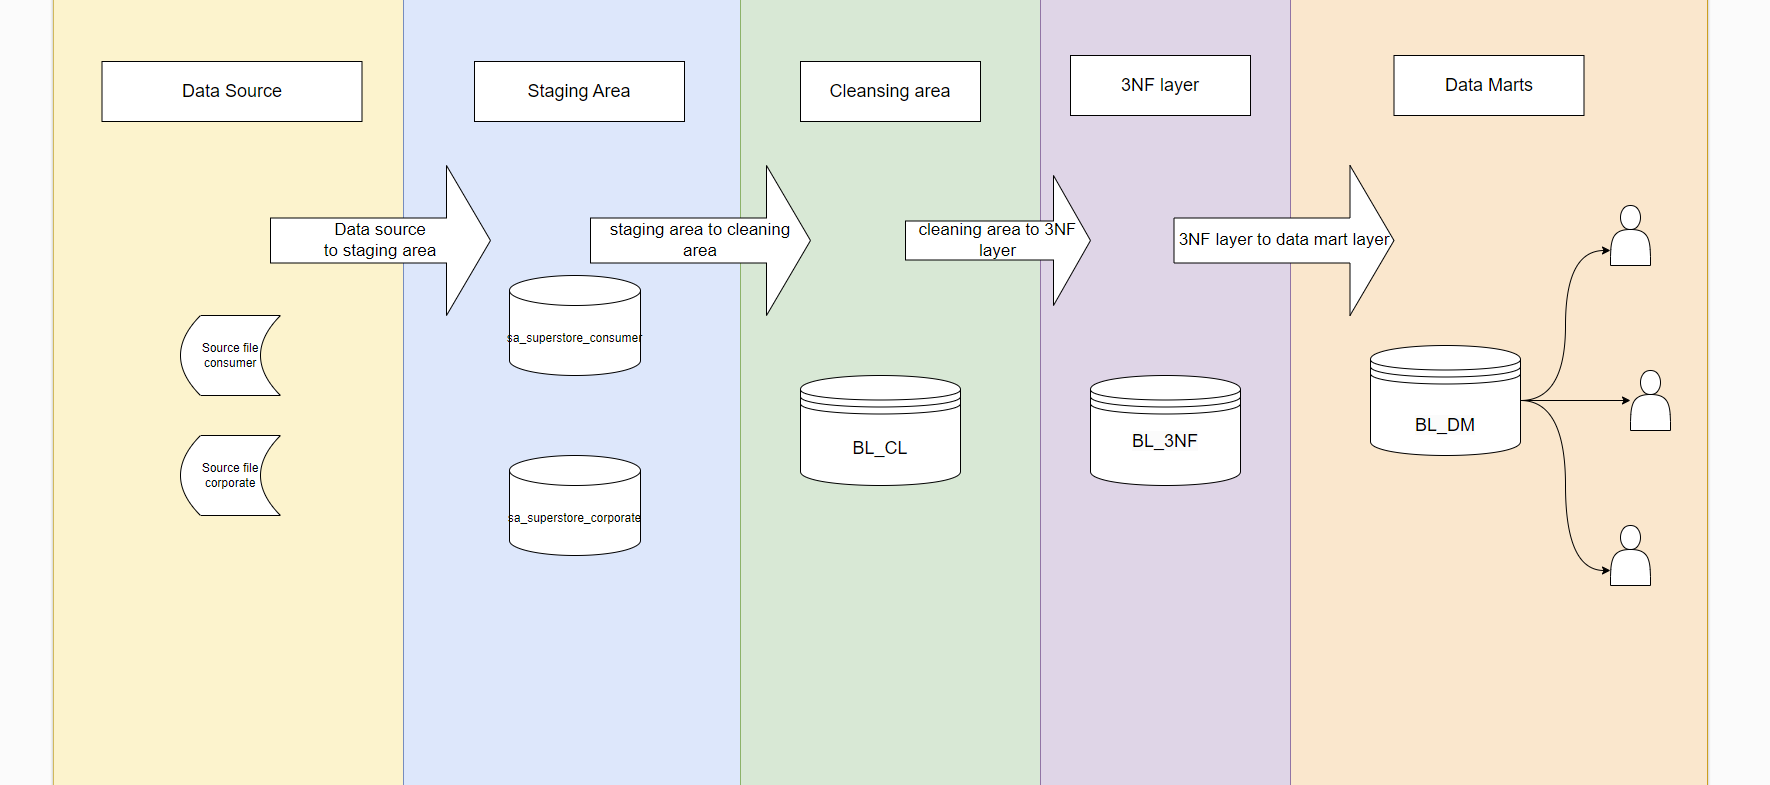 Data Source
Staging Area
Cleansing area
3NF layer
Data Marts
Data source
to staging area
staging area to cleaning
area
cleaning area to 3NF
layer
3NF layer to data mart layer
sa_superstore_consumer
Source file
consumer
BL_CL
BL_3NF
BL_DM
Source file
corporate
sa_superstore_corporate